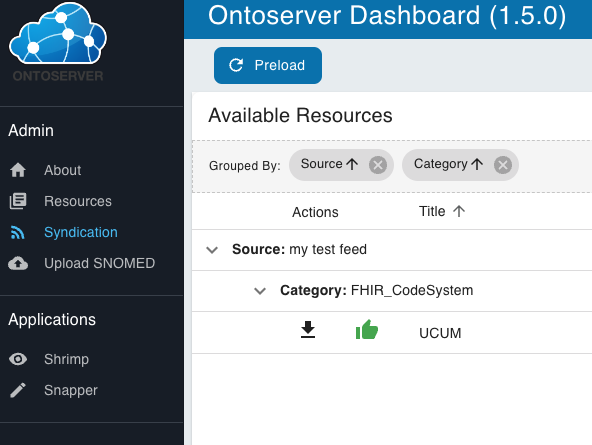 ONTOSERVER
Admin
About
Resources
Syndication
Upload SNOMED
Applications
Shrimp
Snapper
Ontoserver Dashboard (1.5.0)
Preload
Available Resources
Grouped By: Source Category
Actions Title
Source: my test feed
Category: FHIR_CodeSystem
UCUM